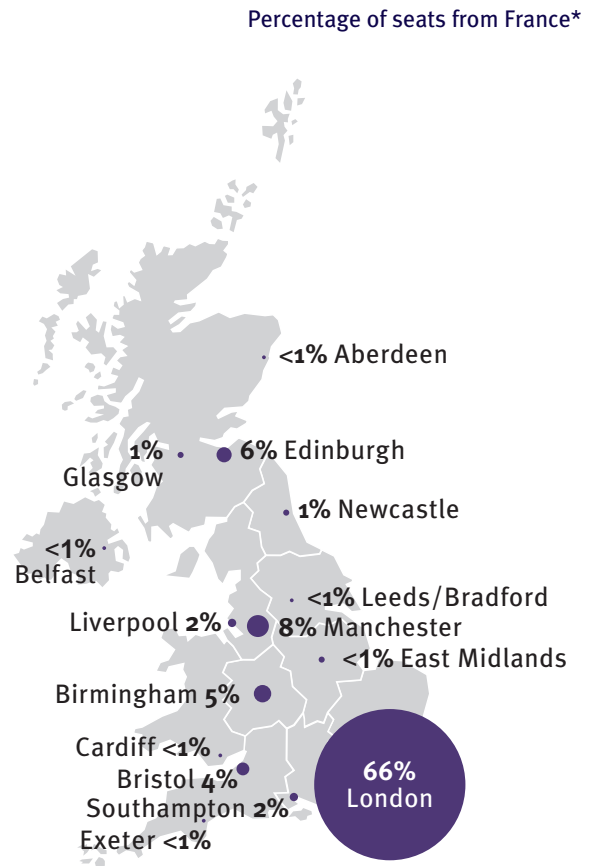 Percentage of seats from France*
<1% Aberdeen
1%
Glasgow
6% Edinburgh
1% Newcastle
<1%
Belfast
<1% Leeds/Bradford
Liverpool 2%
8% Manchester
<1% East Midlands
Birmingham 5%
Cardiff <1%
Bristol 4%
66%
London
Southampton 2%
Exeter <1%